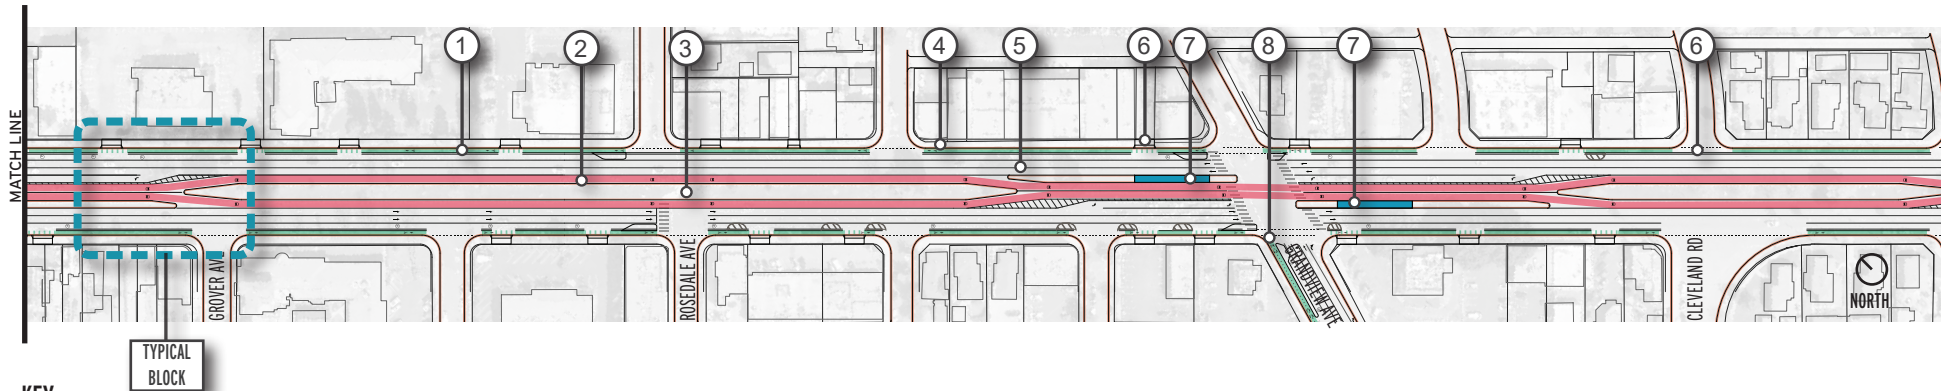 1 2 3 4 5 6 7 8 7 6
MATCH LINE
GROVER AVE
ROSEDALE AVE
GRANDVIEW AVE
CLEVELAND RD
NORTH
TYPICAL
BLOCK
KEY